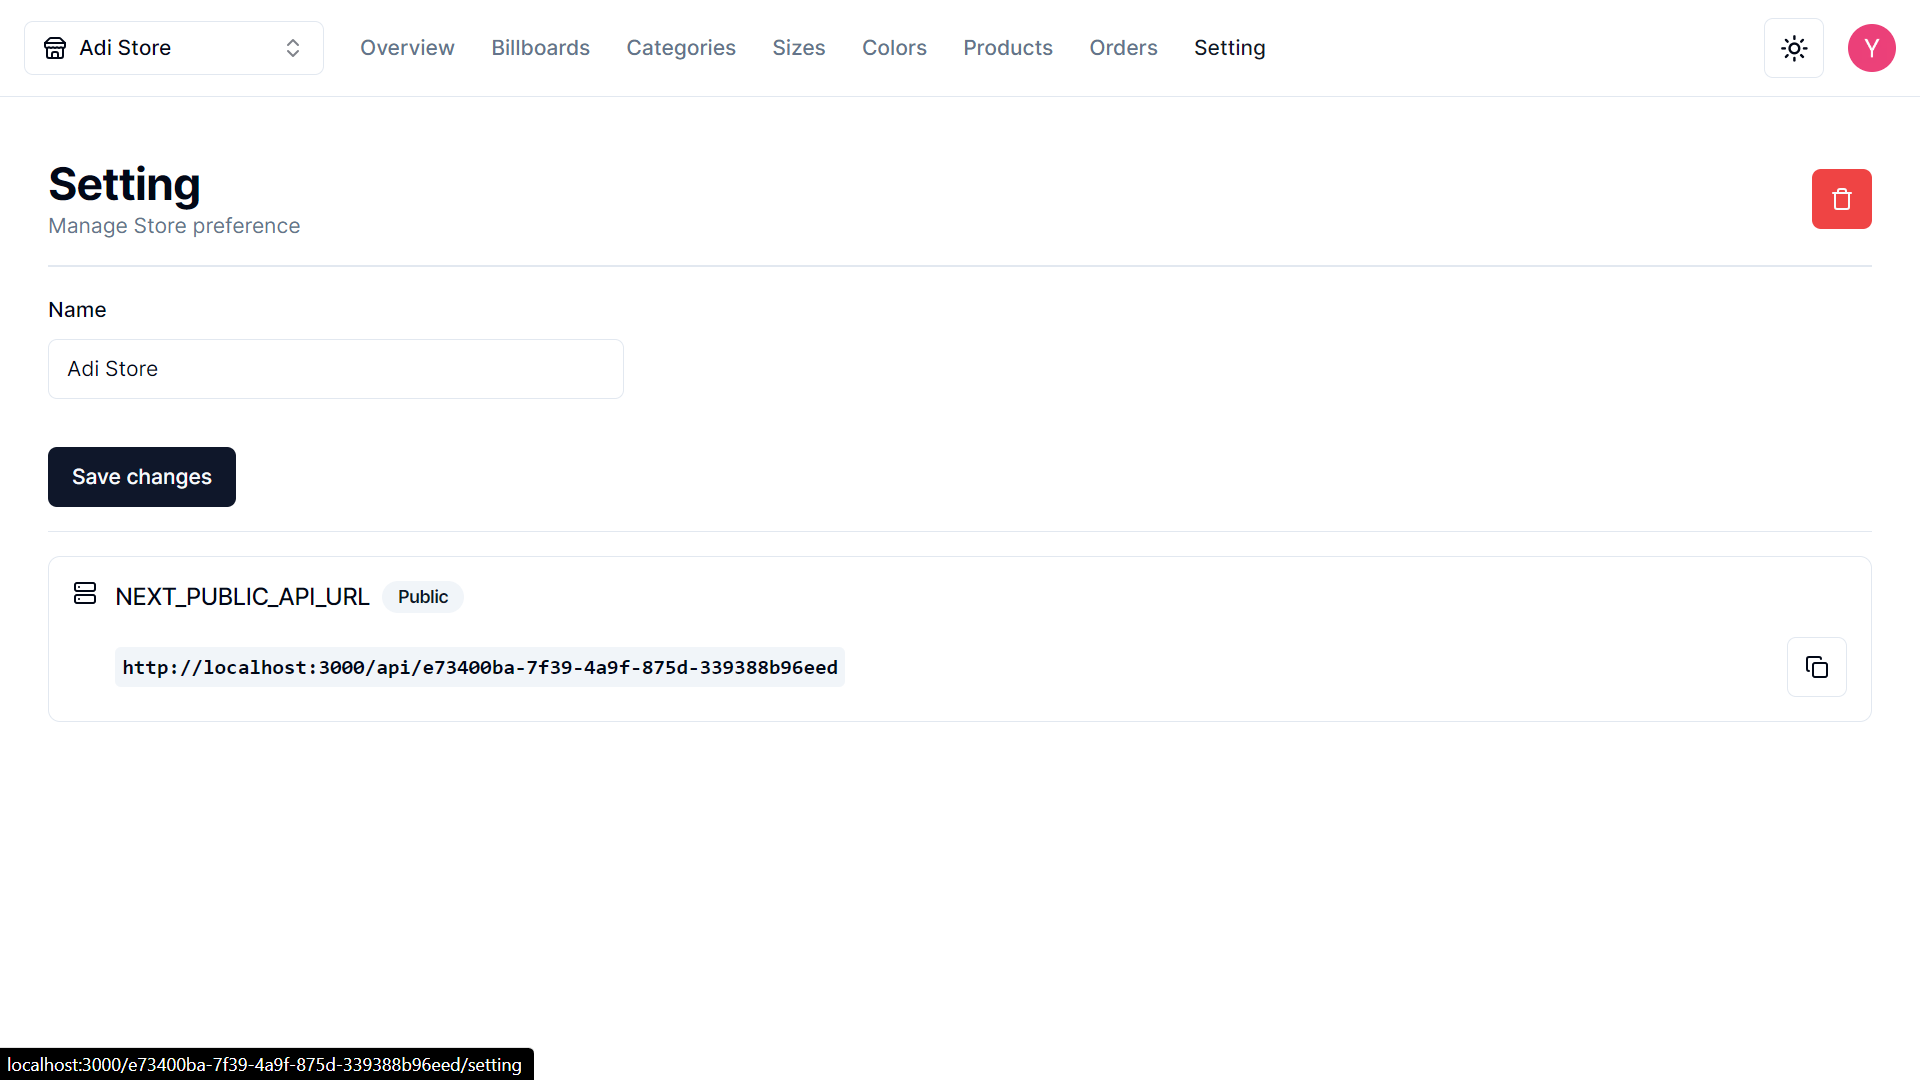 Adi Store Overview Billboards Categories Sizes Colors Products Orders Setting Y
Setting
Manage Store preference
Name
Adi Store
Save changes
NEXT_PUBLIC_API_URL Public
http://localhost:3000/api/e73400ba-7f39-4a9f-875d-339388b96eed
localhost:3000/e73400ba-7f39-4a9f-875d-339388b96eed/setting